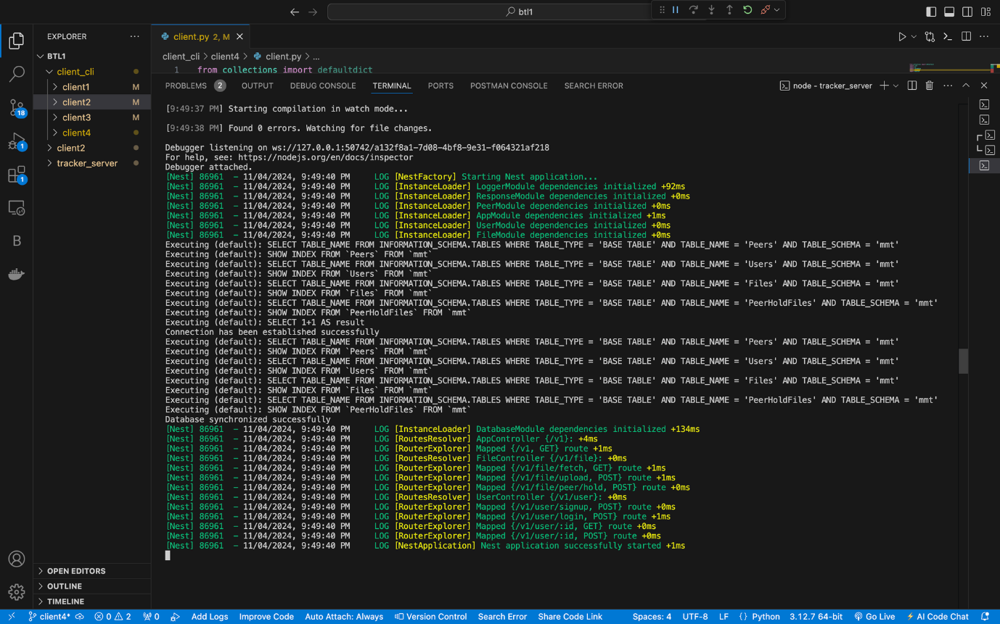 btl1
EXPLORER
BTL1
client_cli
client1 M
client2 M
client3 M
client4
client2
tracker_server
OPEN EDITORS
OUTLINE
TIMELINE
18
1
1
B
client.py 2, M
client_cli > client4 > client.py > ...
1 from collections import defaultdict
PROBLEMS 2 OUTPUT DEBUG CONSOLE TERMINAL PORTS POSTMAN CONSOLE SEARCH ERROR
node - tracker_server
[9:49:37 PM] Starting compilation in watch mode...
[9:49:38 PM] Found 0 errors. Watching for file changes.
Debugger listening on ws://127.0.0.1:50742/a132f8a1-7d08-4bf8-9e31-f064321af218
For help, see: https://nodejs.org/en/docs/inspector
Debugger attached.
[Nest] 86961 - 11/04/2024, 9:49:40 PM LOG [NestFactory] Starting Nest application...
[Nest] 86961 - 11/04/2024, 9:49:40 PM LOG [InstanceLoader] LoggerModule dependencies initialized +92ms
[Nest] 86961 - 11/04/2024, 9:49:40 PM LOG [InstanceLoader] ResponseModule dependencies initialized +0ms
[Nest] 86961 - 11/04/2024, 9:49:40 PM LOG [InstanceLoader] PeerModule dependencies initialized +0ms
[Nest] 86961 - 11/04/2024, 9:49:40 PM LOG [InstanceLoader] AppModule dependencies initialized +1ms
[Nest] 86961 - 11/04/2024, 9:49:40 PM LOG [InstanceLoader] UserModule dependencies initialized +0ms
[Nest] 86961 - 11/04/2024, 9:49:40 PM LOG [InstanceLoader] FileModule dependencies initialized +0ms
Executing (default): SELECT TABLE_NAME FROM INFORMATION_SCHEMA.TABLES WHERE TABLE_TYPE = 'BASE TABLE' AND TABLE_NAME = 'Peers' AND TABLE_SCHEMA = 'mmt'
Executing (default): SHOW INDEX FROM `Peers` FROM `mmt`
Executing (default): SELECT TABLE_NAME FROM INFORMATION_SCHEMA.TABLES WHERE TABLE_TYPE = 'BASE TABLE' AND TABLE_NAME = 'Users' AND TABLE_SCHEMA = 'mmt'
Executing (default): SHOW INDEX FROM `Users` FROM `mmt`
Executing (default): SELECT TABLE_NAME FROM INFORMATION_SCHEMA.TABLES WHERE TABLE_TYPE = 'BASE TABLE' AND TABLE_NAME = 'Files' AND TABLE_SCHEMA = 'mmt'
Executing (default): SHOW INDEX FROM `Files` FROM `mmt`
Executing (default): SELECT TABLE_NAME FROM INFORMATION_SCHEMA.TABLES WHERE TABLE_TYPE = 'BASE TABLE' AND TABLE_NAME = 'PeerHoldFiles' AND TABLE_SCHEMA = 'mmt'
Executing (default): SHOW INDEX FROM `PeerHoldFiles` FROM `mmt`
Executing (default): SELECT 1+1 AS result
Connection has been established successfully
Executing (default): SELECT TABLE_NAME FROM INFORMATION_SCHEMA.TABLES WHERE TABLE_TYPE = 'BASE TABLE' AND TABLE_NAME = 'Peers' AND TABLE_SCHEMA = 'mmt'
Executing (default): SHOW INDEX FROM `Peers` FROM `mmt`
Executing (default): SELECT TABLE_NAME FROM INFORMATION_SCHEMA.TABLES WHERE TABLE_TYPE = 'BASE TABLE' AND TABLE_NAME = 'Users' AND TABLE_SCHEMA = 'mmt'
Executing (default): SHOW INDEX FROM `Users` FROM `mmt`
Executing (default): SELECT TABLE_NAME FROM INFORMATION_SCHEMA.TABLES WHERE TABLE_TYPE = 'BASE TABLE' AND TABLE_NAME = 'Files' AND TABLE_SCHEMA = 'mmt'
Executing (default): SHOW INDEX FROM `Files` FROM `mmt`
Executing (default): SELECT TABLE_NAME FROM INFORMATION_SCHEMA.TABLES WHERE TABLE_TYPE = 'BASE TABLE' AND TABLE_NAME = 'PeerHoldFiles' AND TABLE_SCHEMA = 'mmt'
Executing (default): SHOW INDEX FROM `PeerHoldFiles` FROM `mmt`
Database synchronized successfully
[Nest] 86961 - 11/04/2024, 9:49:40 PM LOG [InstanceLoader] DatabaseModule dependencies initialized +134ms
[Nest] 86961 - 11/04/2024, 9:49:40 PM LOG [RoutesResolver] AppController {/v1}: +4ms
[Nest] 86961 - 11/04/2024, 9:49:40 PM LOG [RouterExplorer] Mapped {/v1, GET} route +1ms
[Nest] 86961 - 11/04/2024, 9:49:40 PM LOG [RoutesResolver] FileController {/v1/file}: +0ms
[Nest] 86961 - 11/04/2024, 9:49:40 PM LOG [RouterExplorer] Mapped {/v1/file/fetch, GET} route +1ms
[Nest] 86961 - 11/04/2024, 9:49:40 PM LOG [RouterExplorer] Mapped {/v1/file/upload, POST} route +1ms
[Nest] 86961 - 11/04/2024, 9:49:40 PM LOG [RouterExplorer] Mapped {/v1/file/peer/hold, POST} route +0ms
[Nest] 86961 - 11/04/2024, 9:49:40 PM LOG [RoutesResolver] UserController {/v1/user}: +0ms
[Nest] 86961 - 11/04/2024, 9:49:40 PM LOG [RouterExplorer] Mapped {/v1/user/signup, POST} route +0ms
[Nest] 86961 - 11/04/2024, 9:49:40 PM LOG [RouterExplorer] Mapped {/v1/user/login, POST} route +1ms
[Nest] 86961 - 11/04/2024, 9:49:40 PM LOG [RouterExplorer] Mapped {/v1/user/:id, GET} route +0ms
[Nest] 86961 - 11/04/2024, 9:49:40 PM LOG [RouterExplorer] Mapped {/v1/user/:id, POST} route +0ms
[Nest] 86961 - 11/04/2024, 9:49:40 PM LOG [NestApplication] Nest application successfully started +1ms
client4* 0 2 0 Add Logs Improve Code Auto Attach: Always Version Control Search Error Share Code Link Spaces: 4 UTF-8 LF {} Python 3.12.7 64-bit Go Live AI Code Chat